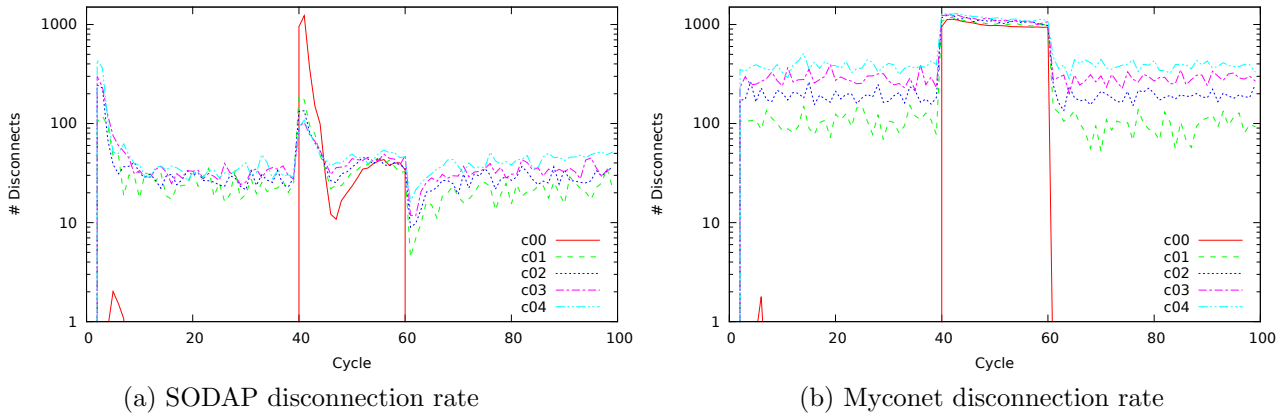 1000
100
10
1
# Disconnects
0
20
40
60
80
100
Cycle
c00
c01
c02
c03
c04
(a) SODAP disconnection rate
1000
100
10
1
# Disconnects
0
20
40
60
80
100
Cycle
c00
c01
c02
c03
c04
(b) Myconet disconnection rate